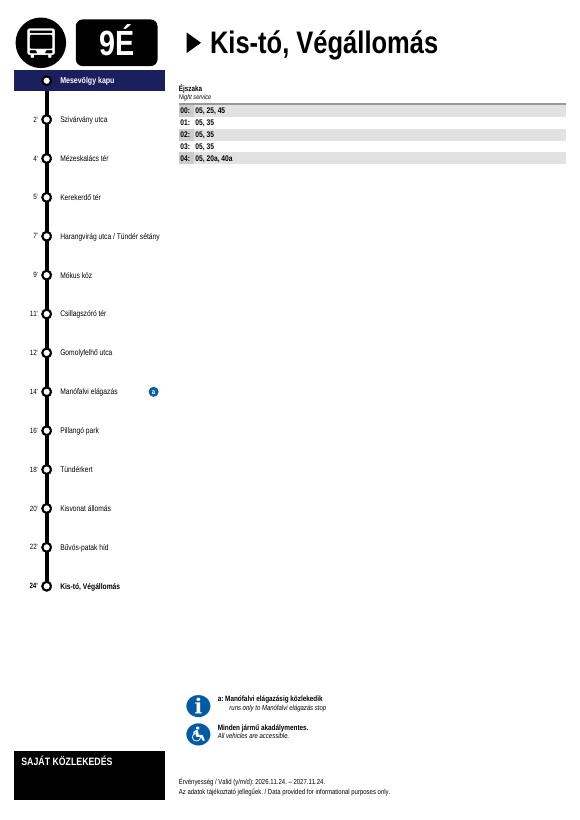 9É
Kis-tó, Végállomás
Mesevölgy kapu
2' Szivárvány utca
4' Mézeskalács tér
5' Kerekerdő tér
7' Harangvirág utca / Tündér sétány
9' Mókus köz
11' Csillagszóró tér
12' Gomolyfelhő utca
14' Manófalvi elágazás a
16' Pillangó park
18' Tündérkert
20' Kisvonat állomás
22' Bűvös-patak híd
24' Kis-tó, Végállomás
Éjszaka
Night service
00: 05, 25, 45
01: 05, 35
02: 05, 35
03: 05, 35
04: 05, 20a, 40a
a: Manófalvi elágazásig közlekedik
runs only to Manófalvi elágazás stop
Minden jármű akadálymentes.
All vehicles are accessible.
SAJÁT KÖZLEKEDÉS
Érvényesség / Valid (y/m/d): 2026.11.24. – 2027.11.24.
Az adatok tájékoztató jellegűek. / Data provided for informational purposes only.